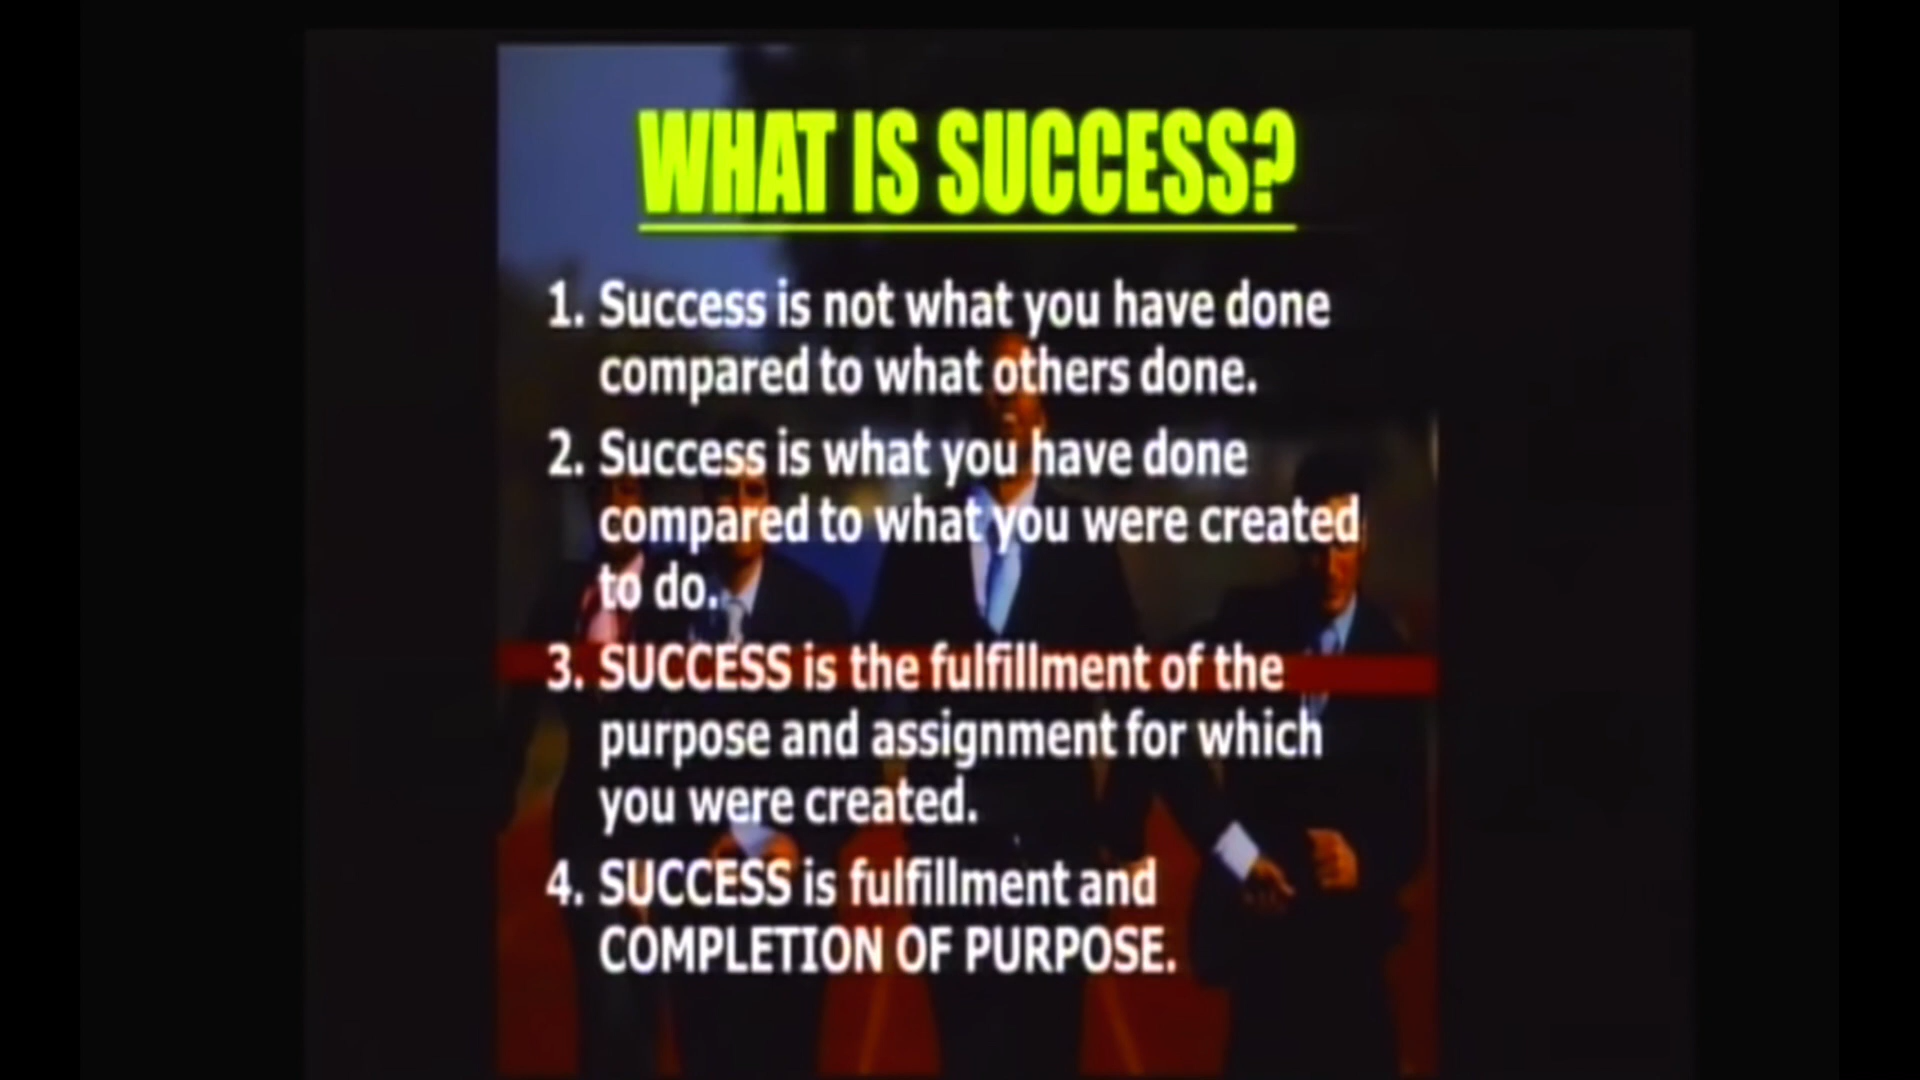 WHAT IS SUCCESS?
1. Success is not what you have done
compared to what others done.
2. Success is what you have done
compared to what you were created
to do.
3. SUCCESS is the fulfillment of the
purpose and assignment for which
you were created.
4. SUCCESS is fulfillment and
COMPLETION OF PURPOSE.